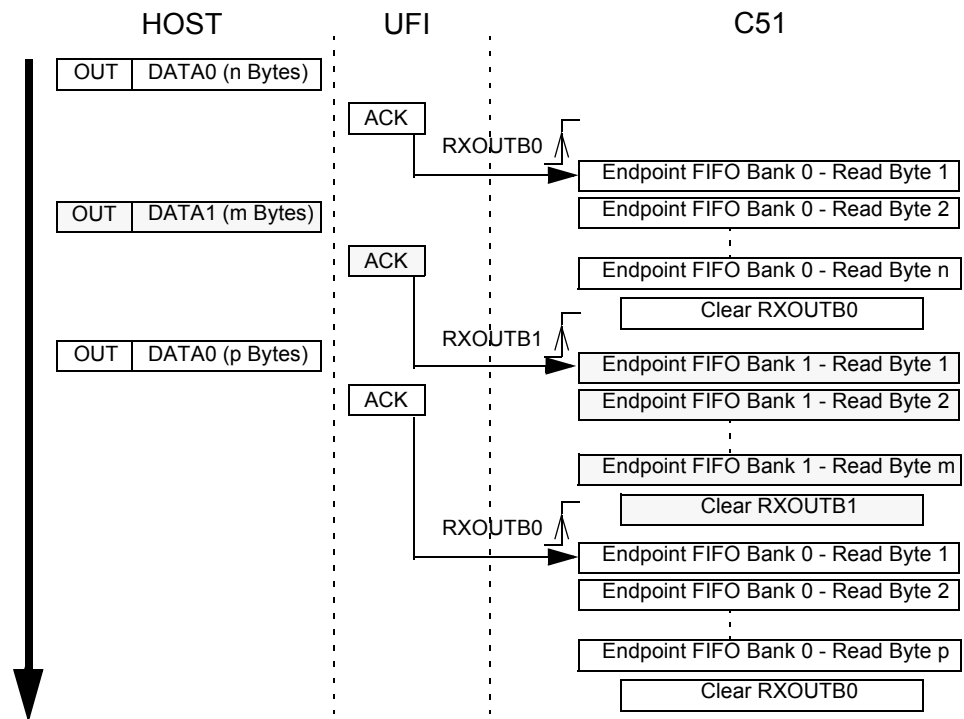 HOST UFI C51
OUT DATA0 (n Bytes)
ACK
RXOUTB0
Endpoint FIFO Bank 0 - Read Byte 1
OUT DATA1 (m Bytes)
Endpoint FIFO Bank 0 - Read Byte 2
ACK
Endpoint FIFO Bank 0 - Read Byte n
Clear RXOUTB0
RXOUTB1
OUT DATA0 (p Bytes)
Endpoint FIFO Bank 1 - Read Byte 1
ACK
Endpoint FIFO Bank 1 - Read Byte 2
Endpoint FIFO Bank 1 - Read Byte m
Clear RXOUTB1
RXOUTB0
Endpoint FIFO Bank 0 - Read Byte 1
Endpoint FIFO Bank 0 - Read Byte 2
Endpoint FIFO Bank 0 - Read Byte p
Clear RXOUTB0